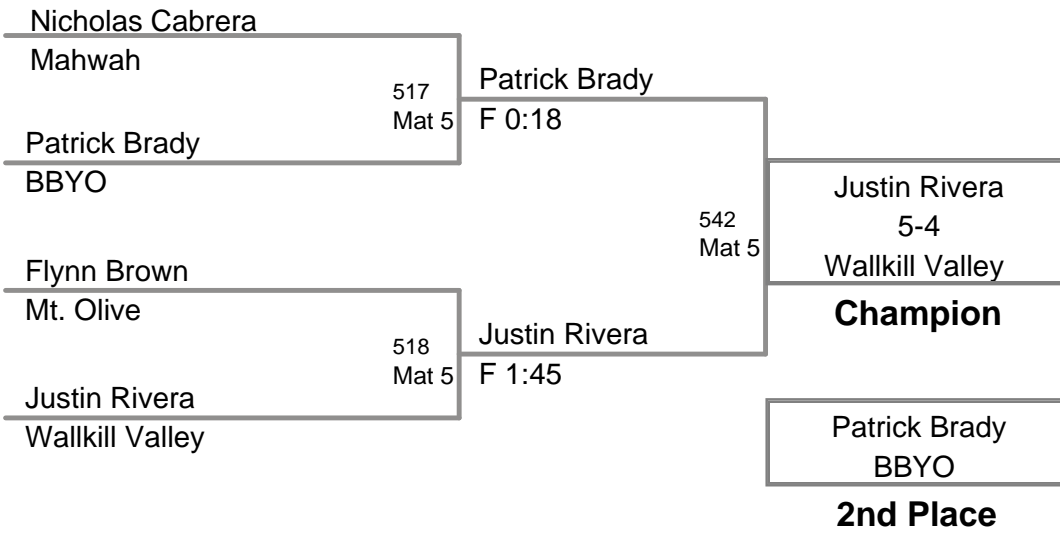 Nicholas Cabrera
Mahwah
517
Mat 5
Patrick Brady
F 0:18
Patrick Brady
BBYO
542
Mat 5
Justin Rivera
5-4
Wallkill Valley
Champion
Flynn Brown
Mt. Olive
518
Mat 5
Justin Rivera
F 1:45
Justin Rivera
Wallkill Valley
Patrick Brady
BBYO
2nd Place